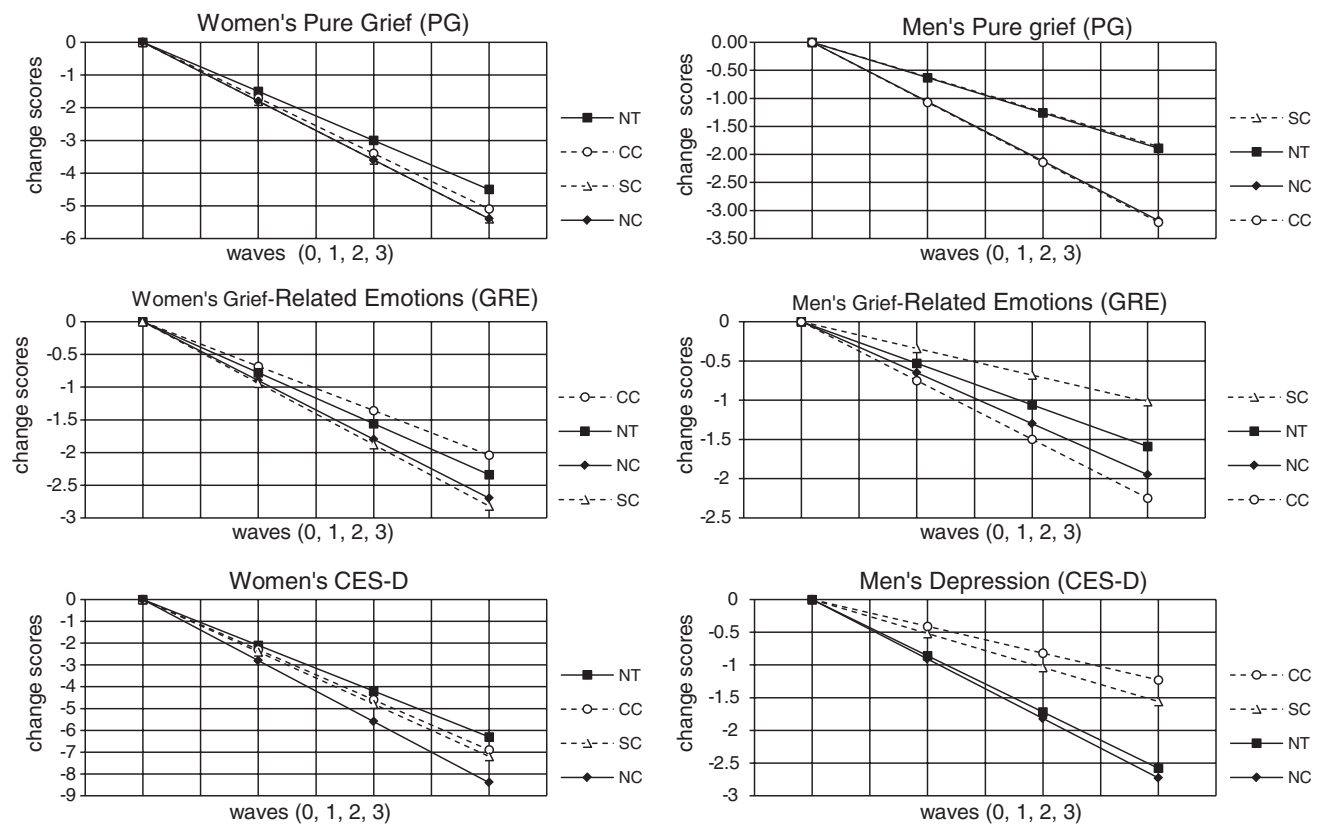 Women's Pure Grief (PG)
0
-1
-2
-3
-4
-5
-6
change scores
waves (0, 1, 2, 3)
NT
CC
SC
NC
Men's Pure grief (PG)
0.00
-0.50
-1.00
-1.50
-2.00
-2.50
-3.00
-3.50
change scores
waves (0, 1, 2, 3)
SC
NT
NC
CC
Women's Grief-Related Emotions (GRE)
0
-0.5
-1
-1.5
-2
-2.5
-3
change scores
waves (0, 1, 2, 3)
CC
NT
NC
SC
Men's Grief-Related Emotions (GRE)
0
-0.5
-1
-1.5
-2
-2.5
change scores
waves (0, 1, 2, 3)
SC
NT
NC
CC
Women's CES-D
0
-1
-2
-3
-4
-5
-6
-7
-8
-9
change scores
waves (0, 1, 2, 3)
NT
CC
SC
NC
Men's Depression (CES-D)
0
-0.5
-1
-1.5
-2
-2.5
-3
change scores
waves (0, 1, 2, 3)
CC
SC
NT
NC